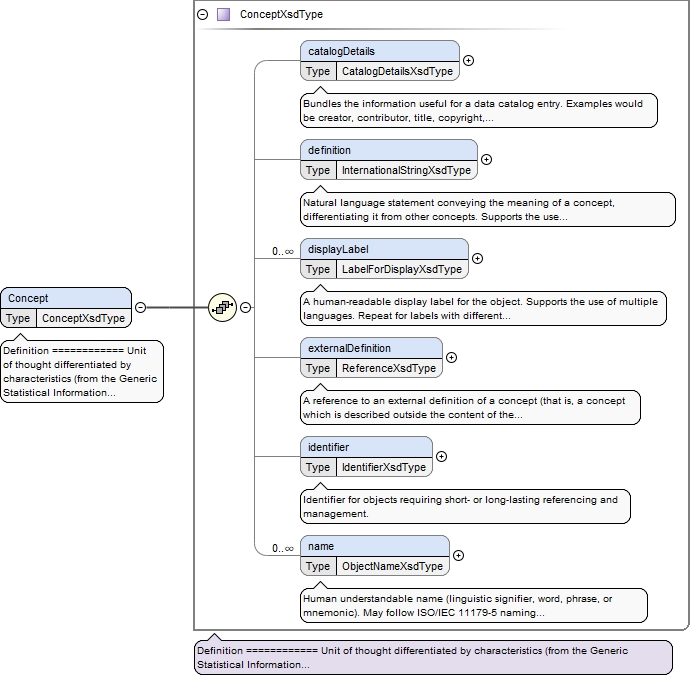 ConceptXsdType
catalogDetails
Type CatalogDetailsXsdType
Bundles the information useful for a data catalog entry. Examples would
be creator, contributor, title, copyright,...
definition
Type InternationalStringXsdType
Natural language statement conveying the meaning of a concept,
differentiating it from other concepts. Supports the use...
0..∞
displayLabel
Type LabelForDisplayXsdType
A human-readable display label for the object. Supports the use of multiple
languages. Repeat for labels with different...
Concept
Type ConceptXsdType
Definition ============ Unit
of thought differentiated by
characteristics (from the Generic
Statistical Information...
externalDefinition
Type ReferenceXsdType
A reference to an external definition of a concept (that is, a concept
which is described outside the content of the...
identifier
Type IdentifierXsdType
Identifier for objects requiring short- or long-lasting referencing and
management.
0..∞
name
Type ObjectNameXsdType
Human understandable name (linguistic signifier, word, phrase, or
mnemonic). May follow ISO/IEC 11179-5 naming...
Definition ============ Unit of thought differentiated by characteristics (from the Generic
Statistical Information...